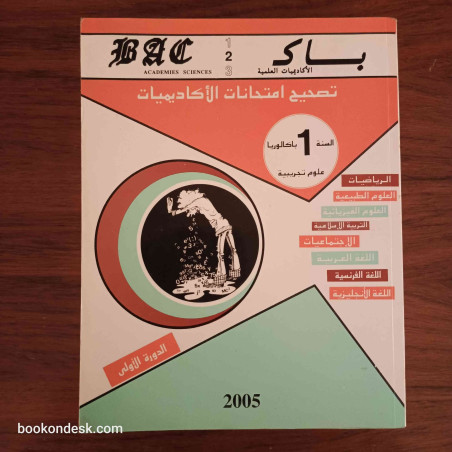 BAC
ACADEMIES SCIENCES
1
2
3
باك
الأكاديميات العلمية
تصحيح امتحانات الأكاديميات
السنة 1 باكالوريا
علوم تجريبية
الرياضيات
العلوم الطبيعية
العلوم الفيزيائية
التربية الإسلامية
الإجتماعيات
اللغة العربية
اللغة الفرنسية
اللغة الأنجليزية
الدورة الأولى
2005
bookondesk.com